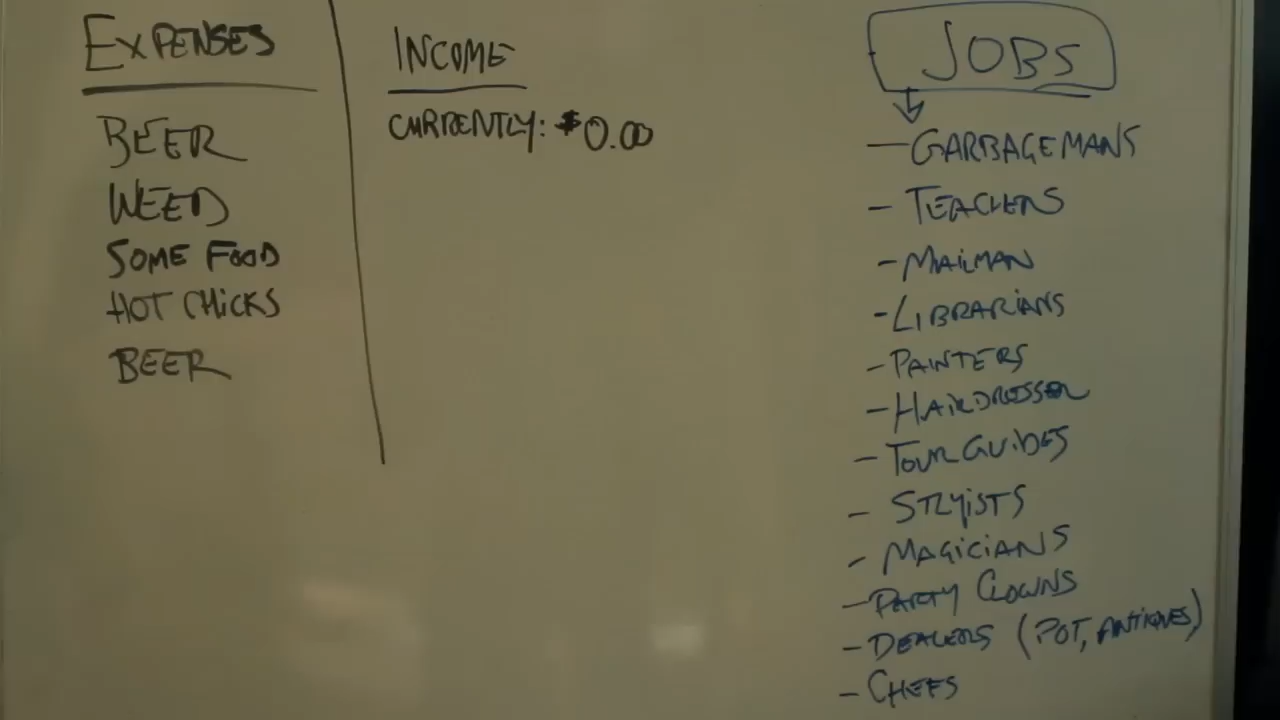 EXPENSES
BEER
WEED
SOME FOOD
HOT CHICKS
BEER
INCOME
CURRENTLY: $0.00
JOBS
- GARBAGEMANS
- TEACHERS
- MAILMAN
- LIBRARIANS
- PAINTERS
- HAIRDRESSER
- TOUR GUIDES
- STLYISTS
- MAGICIANS
- PARTY CLOWNS
- DEALERS (POT, ANTIQUES)
- CHEFS